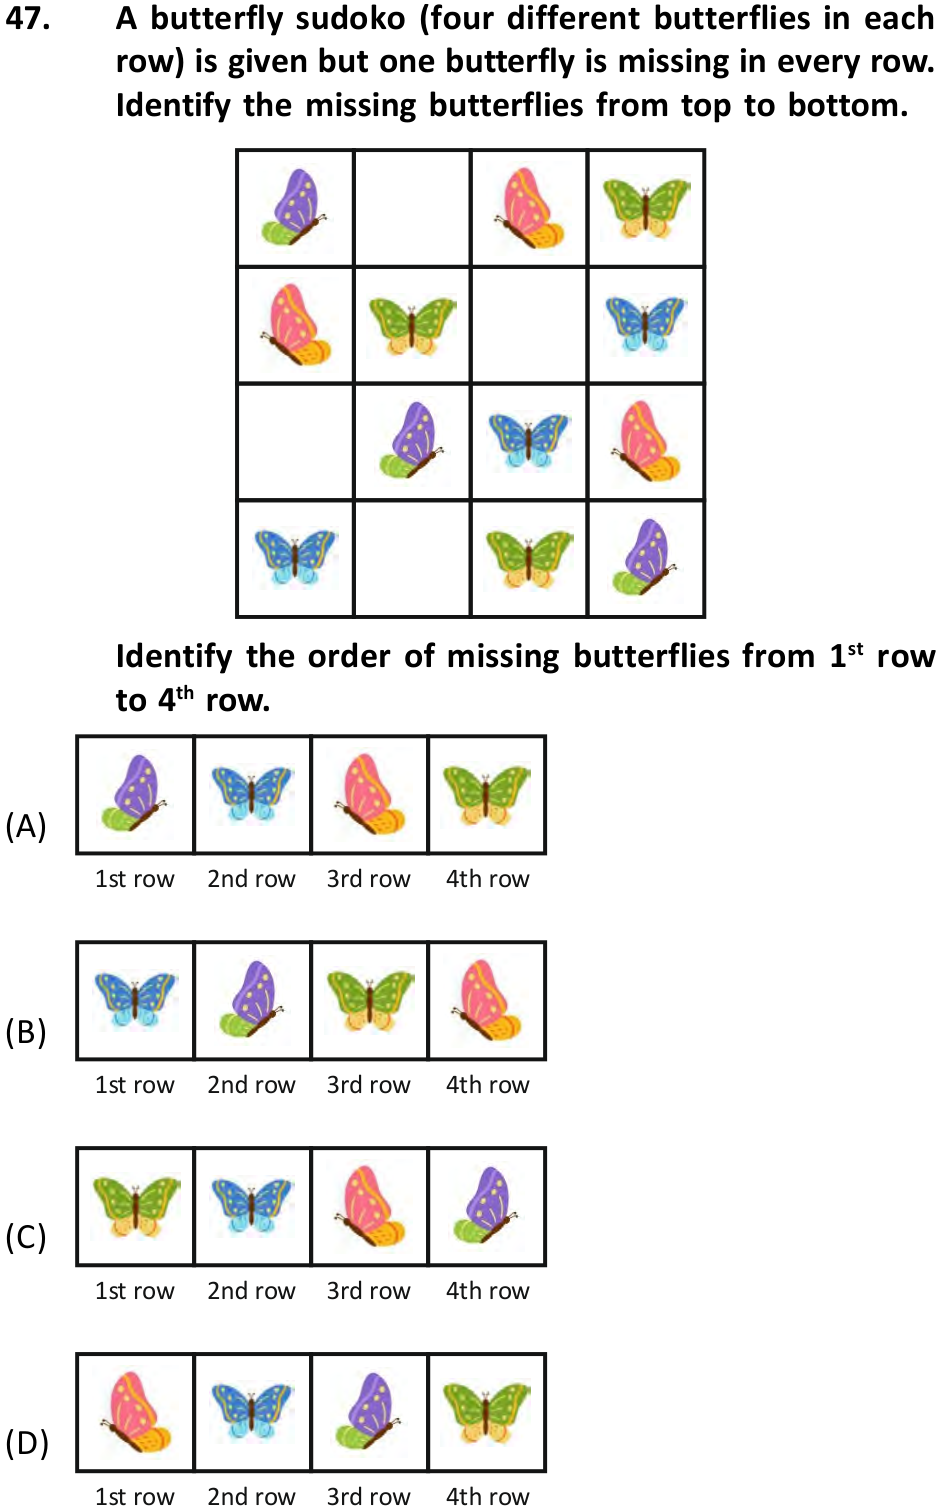 47. A butterfly sudoko (four different butterflies in each
row) is given but one butterfly is missing in every row.
Identify the missing butterflies from top to bottom.
Identify the order of missing butterflies from 1st row
to 4th row.
(A)
1st row 2nd row 3rd row 4th row
(B)
1st row 2nd row 3rd row 4th row
(C)
1st row 2nd row 3rd row 4th row
(D)
1st row 2nd row 3rd row 4th row